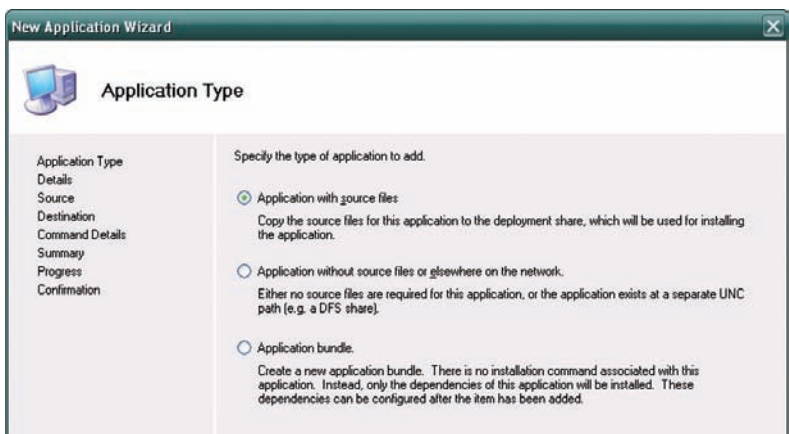 New Application Wizard
Application Type
Application Type
Details
Source
Destination
Command Details
Summary
Progress
Confirmation
Specify the type of application to add.
Application with source files
Copy the source files for this application to the deployment share, which will be used for installing
the application.
Application without source files or elsewhere on the network.
Either no source files are required for this application, or the application exists at a separate UNC
path (e.g. a DFS share).
Application bundle.
Create a new application bundle. There is no installation command associated with this
application. Instead, only the dependencies of this application will be installed. These
dependencies can be configured after the item has been added.